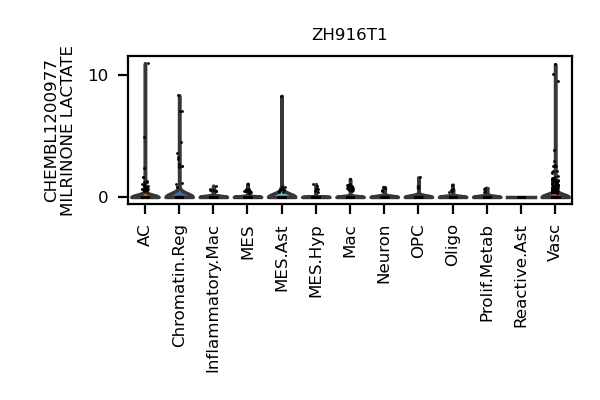 ZH916T1
CHEMBL1200977
MILRINONE LACTATE
10
0
AC
Chromatin.Reg
Inflammatory.Mac
MES
MES.Ast
MES.Hyp
Mac
Neuron
OPC
Oligo
Prolif.Metab
Reactive.Ast
Vasc